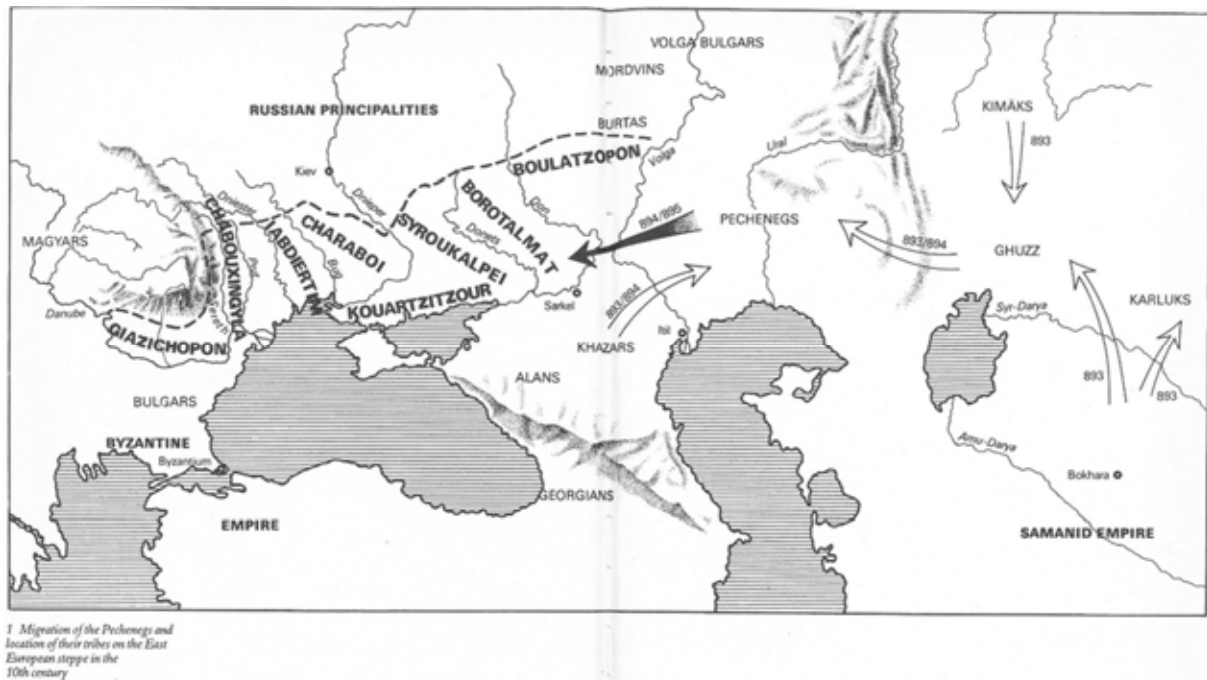 VOLGA BULGARS
MORDVINS
KIMÄKS
RUSSIAN PRINCIPALITIES
893
BURTAS
BOULATZOPON
Volga
Ural
Kiev
Dnieper
Dniester
Don
BOROTALMAT
Donets
894/895
PECHENEGS
893/894
GHUZZ
MAGYARS
CHABOUXINGYLA
IABDIERTIM
CHARABOI
SYROUKALPEI
Bug
Prut
Sereth
KOUARTZITZOUR
Sarkel
893/894
Danube
GIAZICHOPON
Itil
KHAZARS
Syr-Darya
KARLUKS
893
893
ALANS
BULGARS
BYZANTINE
Byzantium
Amu-Darya
Bokhara
GEORGIANS
EMPIRE
SAMANID EMPIRE
1 Migration of the Pechenegs and
location of their tribes on the East
European steppe in the
10th century